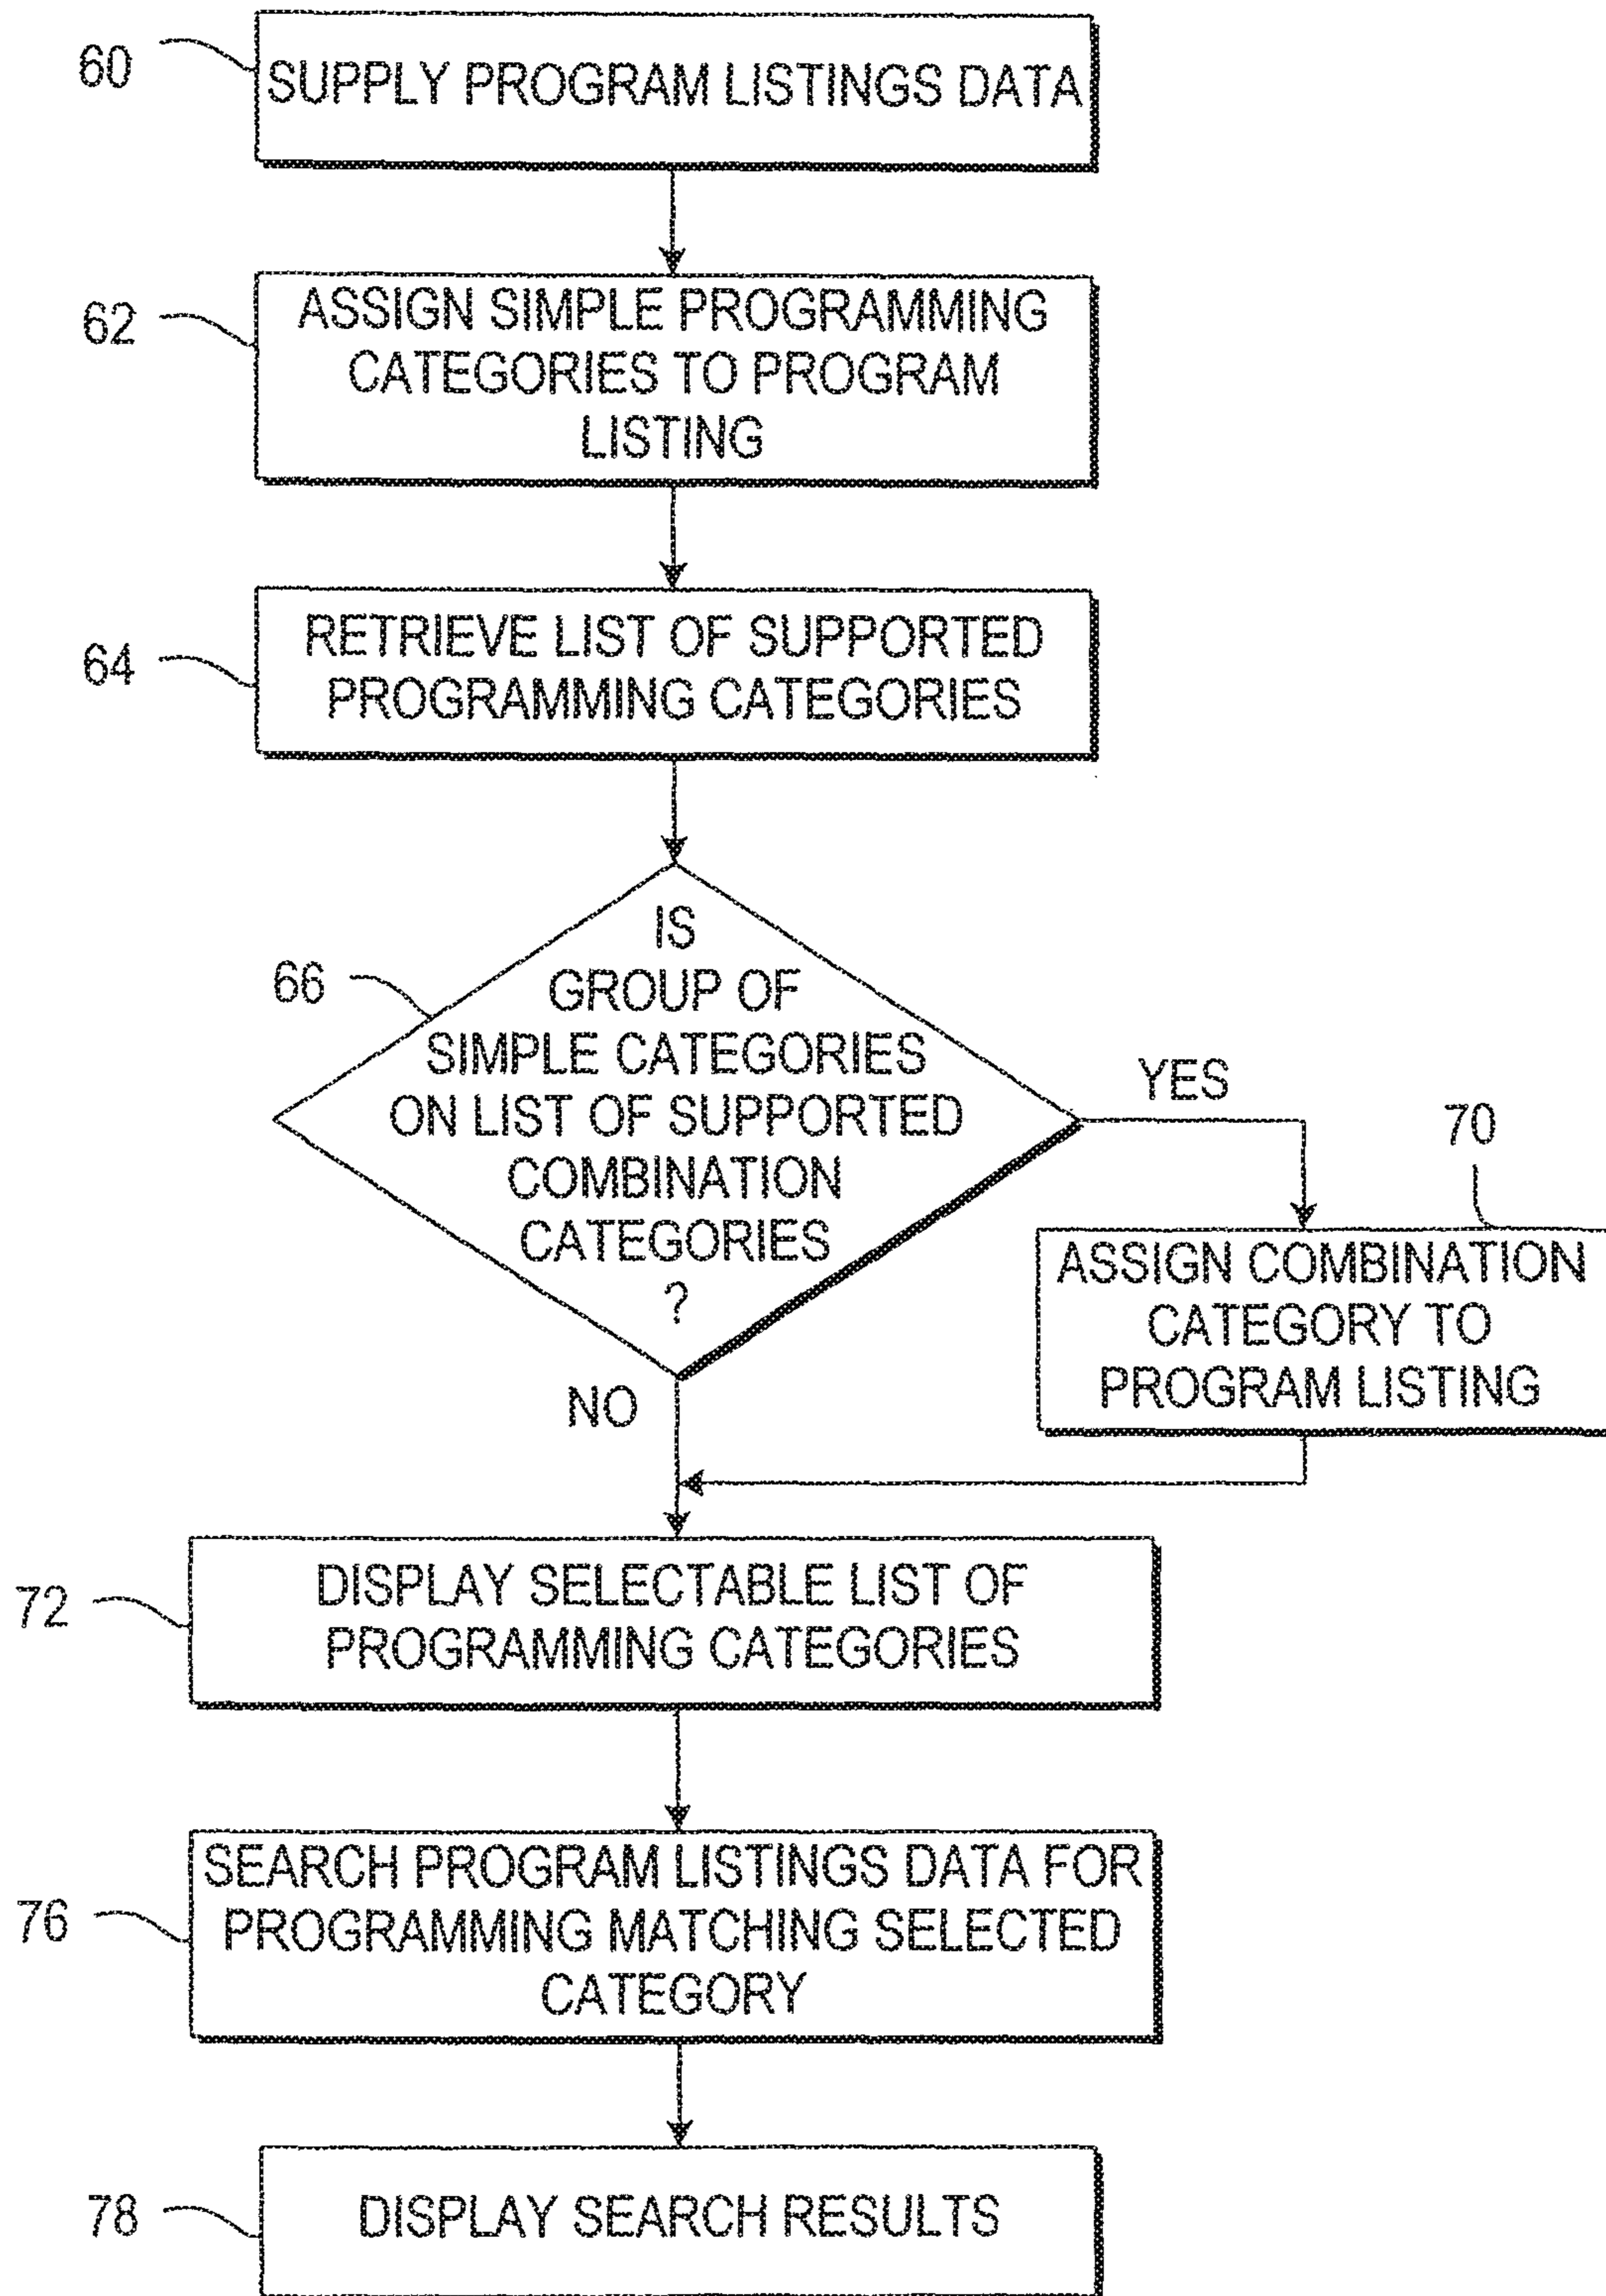 60
SUPPLY PROGRAM LISTINGS DATA
62
ASSIGN SIMPLE PROGRAMMING
CATEGORIES TO PROGRAM
LISTING
64
RETRIEVE LIST OF SUPPORTED
PROGRAMMING CATEGORIES
66
IS
GROUP OF
SIMPLE CATEGORIES
ON LIST OF SUPPORTED
COMBINATION
CATEGORIES
?
YES
70
ASSIGN COMBINATION
CATEGORY TO
PROGRAM LISTING
NO
72
DISPLAY SELECTABLE LIST OF
PROGRAMMING CATEGORIES
76
SEARCH PROGRAM LISTINGS DATA FOR
PROGRAMMING MATCHING SELECTED
CATEGORY
78
DISPLAY SEARCH RESULTS